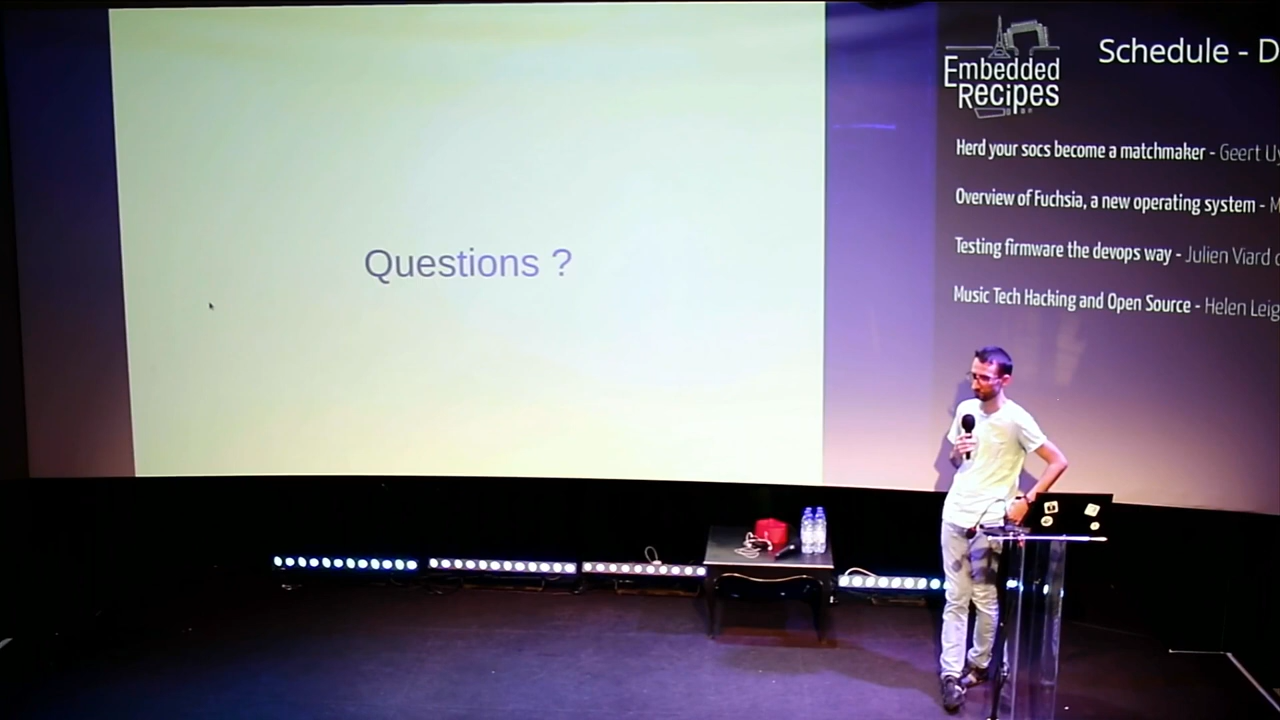 Questions ?
Embedded
Recipes
Schedule - D
Herd your socs become a matchmaker - Geert Uy
Overview of Fuchsia, a new operating system - M
Testing firmware the devops way - Julien Viard d
Music Tech Hacking and Open Source - Helen Leig